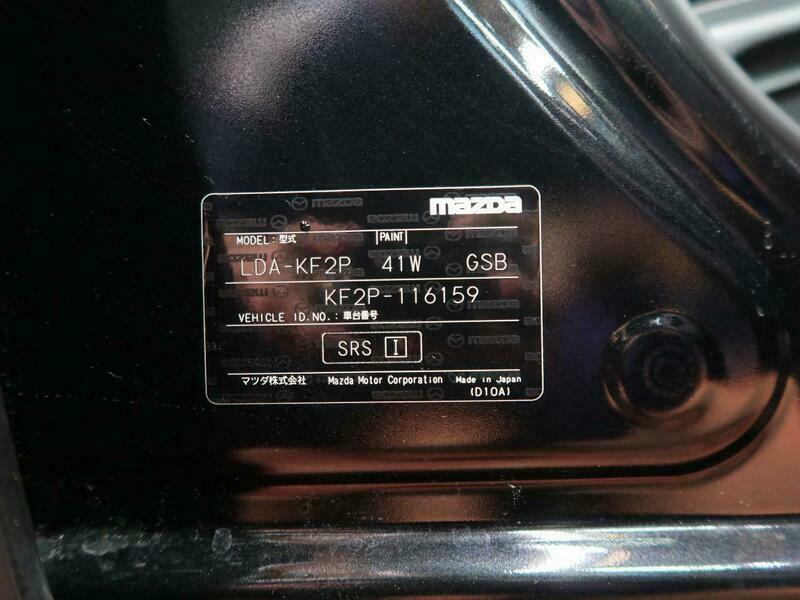 mazda
MODEL : 型式 PAINT
LDA-KF2P 41W GSB
KF2P-116159
VEHICLE ID.NO. : 車台番号
SRS I
マツダ株式会社 Mazda Motor Corporation Made in Japan
(D10A)